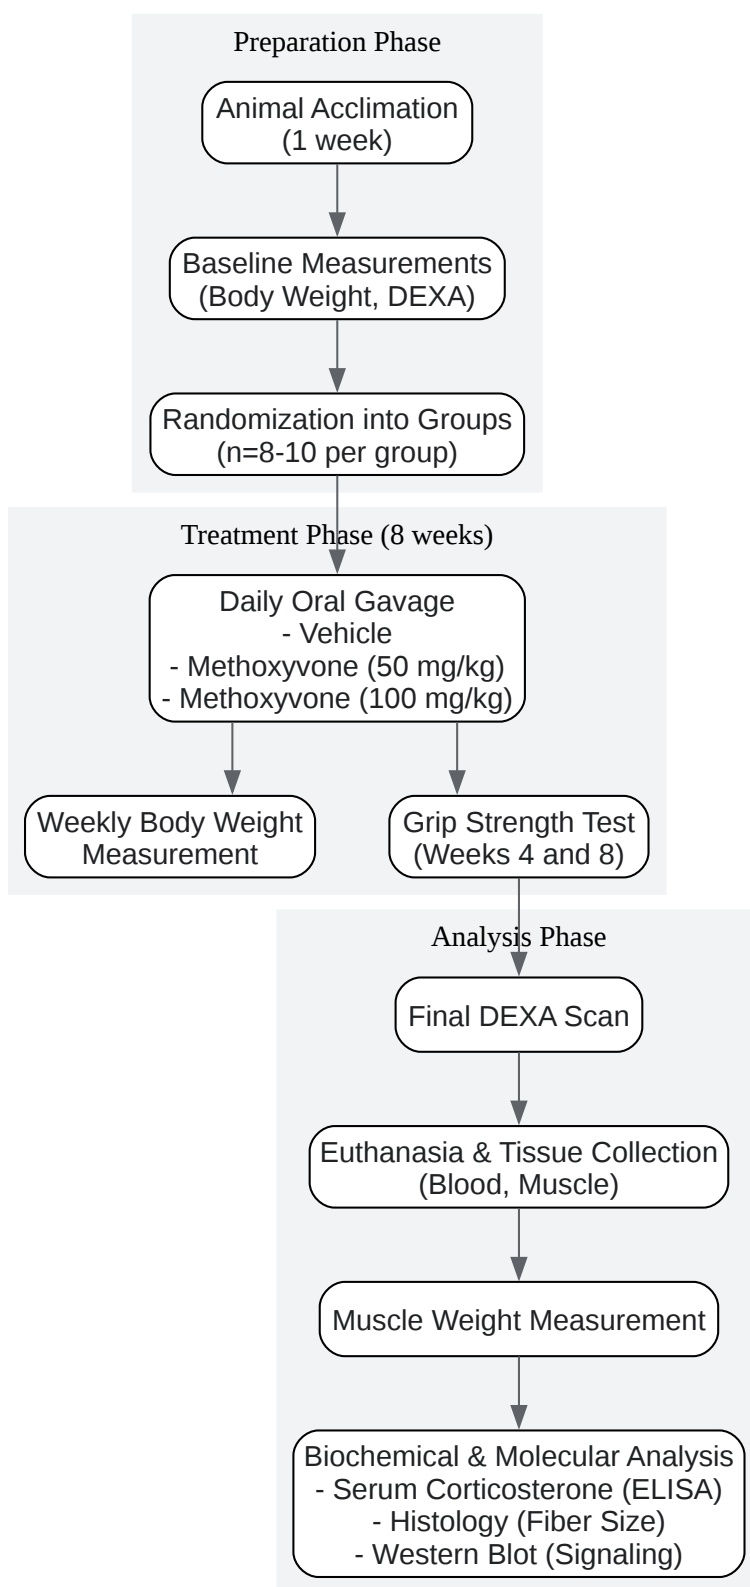 Preparation Phase
Animal Acclimation
(1 week)
Baseline Measurements
(Body Weight, DEXA)
Randomization into Groups
(n=8-10 per group)
Treatment Phase (8 weeks)
Daily Oral Gavage
- Vehicle
- Methoxyvone (50 mg/kg)
- Methoxyvone (100 mg/kg)
Weekly Body Weight
Measurement
Grip Strength Test
(Weeks 4 and 8)
Analysis Phase
Final DEXA Scan
Euthanasia & Tissue Collection
(Blood, Muscle)
Muscle Weight Measurement
Biochemical & Molecular Analysis
- Serum Corticosterone (ELISA)
- Histology (Fiber Size)
- Western Blot (Signaling)